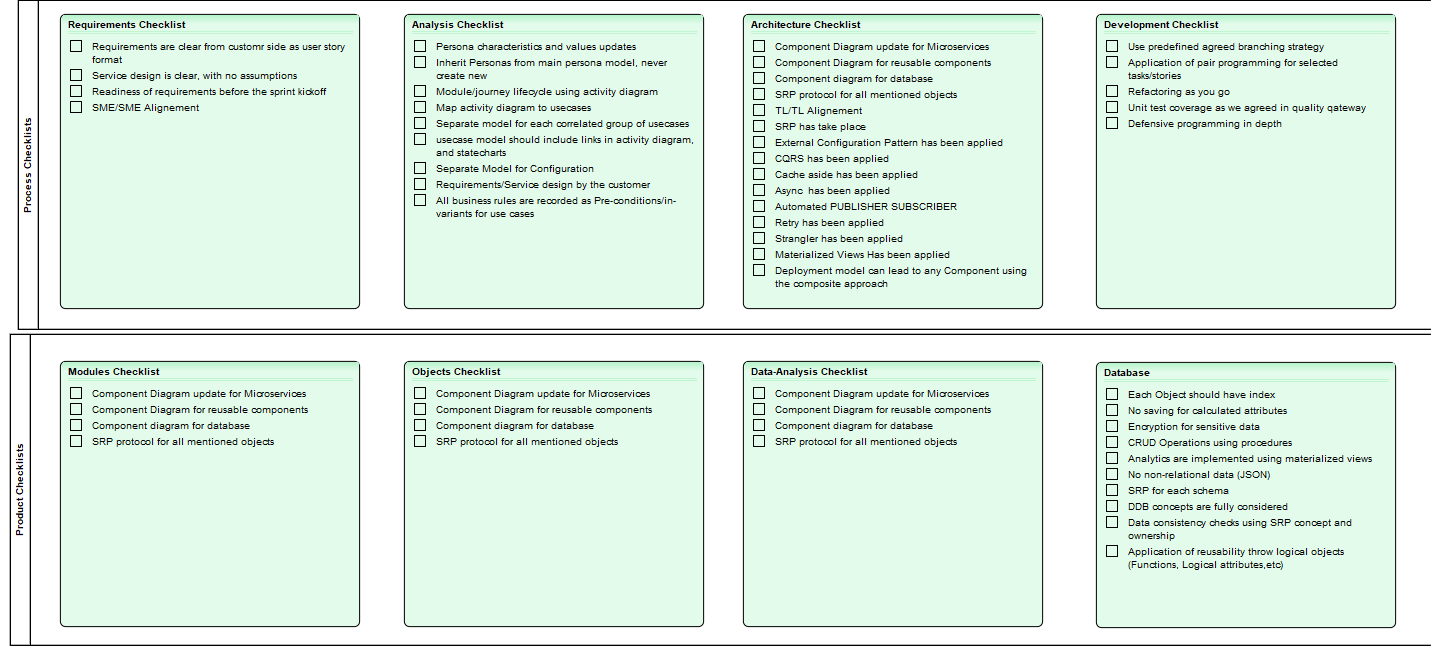 Process Checklists
Requirements Checklist
Requirements are clear from customr side as user story
format
Service design is clear, with no assumptions
Readiness of requirements before the sprint kickoff
SME/SME Alignement
Analysis Checklist
Persona characteristics and values updates
Inherit Personas from main persona model, never
create new
Module/journey lifecycle using activity diagram
Map activity diagram to usecases
Separate model for each correlated group of usecases
usecase model should include links in activity diagram,
and statecharts
Separate Model for Configuration
Requirements/Service design by the customer
All business rules are recorded as Pre-conditions/in-
variants for use cases
Architecture Checklist
Component Diagram update for Microservices
Component Diagram for reusable components
Component diagram for database
SRP protocol for all mentioned objects
TL/TL Alignement
SRP has take place
External Configuration Pattern has been applied
CQRS has been applied
Cache aside has been applied
Async  has been applied
Automated PUBLISHER SUBSCRIBER
Retry has been applied
Strangler has been applied
Materialized Views Has been applied
Deployment model can lead to any Component using
the composite approach
Development Checklist
Use predefined agreed branching strategy
Application of pair programming for selected
tasks/stories
Refactoring as you go
Unit test coverage as we agreed in quality qateway
Defensive programming in depth
Product Checklists
Modules Checklist
Component Diagram update for Microservices
Component Diagram for reusable components
Component diagram for database
SRP protocol for all mentioned objects
Objects Checklist
Component Diagram update for Microservices
Component Diagram for reusable components
Component diagram for database
SRP protocol for all mentioned objects
Data-Analysis Checklist
Component Diagram update for Microservices
Component Diagram for reusable components
Component diagram for database
SRP protocol for all mentioned objects
Database
Each Object should have index
No saving for calculated attributes
Encryption for sensitive data
CRUD Operations using procedures
Analytics are implemented using materialized views
No non-relational data (JSON)
SRP for each schema
DDB concepts are fully considered
Data consistency checks using SRP concept and
ownership
Application of reusability throw logical objects
(Functions, Logical attributes,etc)